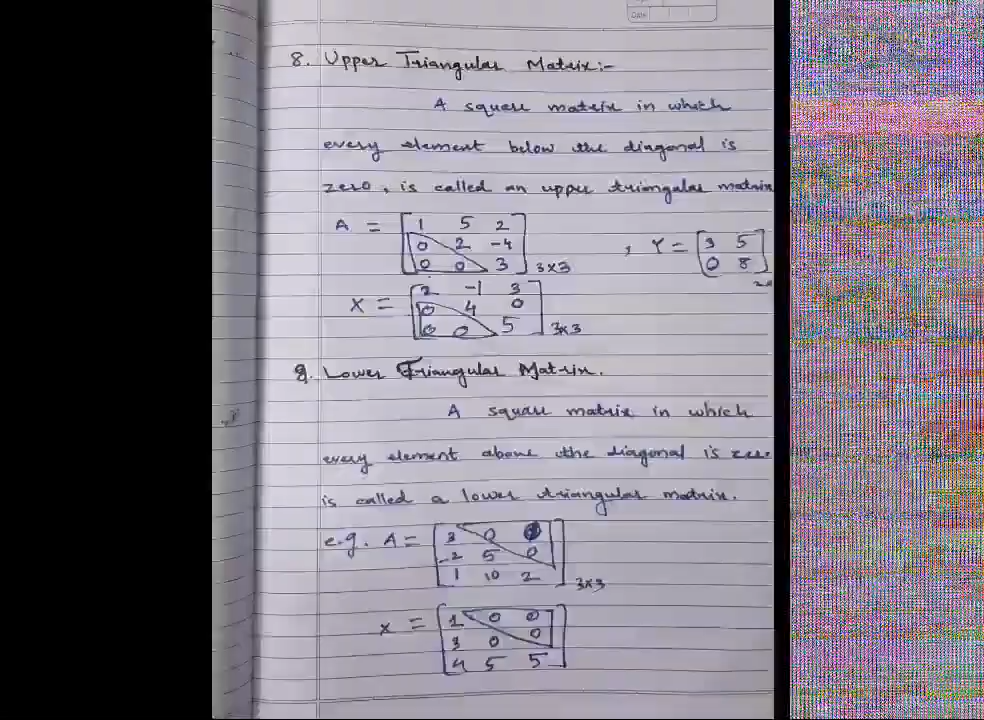 Date
8. Upper Triangular Matrix:-
A square matrix in which
every element below the diagonal is
zero, is called an upper triangular matrix
A = [1 5 2
0 2 -4
0 0 3] 3x3 , Y = [3 5
0 8]
X = [2 -1 3
0 4 0
0 0 5] 3x3
9. Lower Triangular Matrix.
A square matrix in which
every element above the diagonal is zero
is called a lower triangular matrix.
e.g. A = [3 0 0
-2 5 0
1 10 2] 3x3
x = [1 0 0
3 0 0
4 5 5]